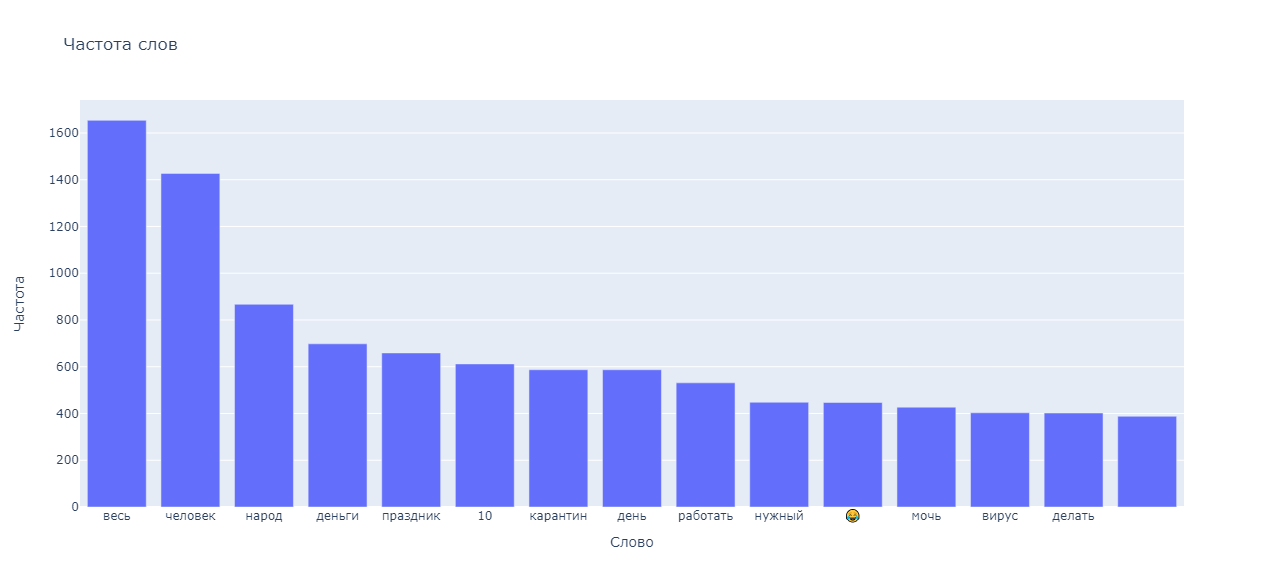 Частота слов
Частота
1600
1400
1200
1000
800
600
400
200
0
весь человек народ деньги праздник 10 карантин день работать нужный 😂 мочь вирус делать
Слово